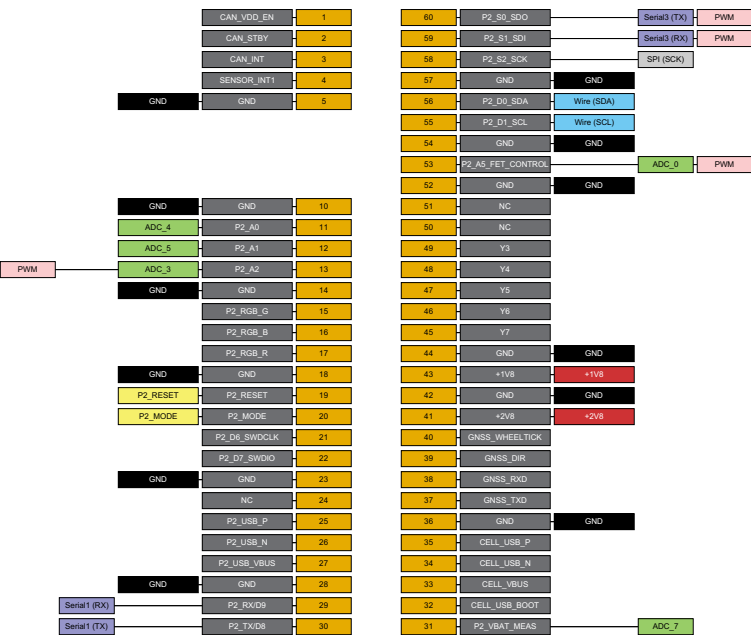 CAN_VDD_EN 1 60 P2_S0_SDO Serial3 (TX) PWM
CAN_STBY 2 59 P2_S1_SDI Serial3 (RX) PWM
CAN_INT 3 58 P2_S2_SCK SPI (SCK)
SENSOR_INT1 4 57 GND GND
GND GND 5 56 P2_D0_SDA Wire (SDA)
55 P2_D1_SCL Wire (SCL)
54 GND GND
53 P2_A5_FET_CONTROL ADC_0 PWM
52 GND GND
GND GND 10 51 NC
ADC_4 P2_A0 11 50 NC
ADC_5 P2_A1 12 49 Y3
PWM ADC_3 P2_A2 13 48 Y4
GND GND 14 47 Y5
P2_RGB_G 15 46 Y6
P2_RGB_B 16 45 Y7
P2_RGB_R 17 44 GND GND
GND GND 18 43 +1V8 +1V8
P2_RESET P2_RESET 19 42 GND GND
P2_MODE P2_MODE 20 41 +2V8 +2V8
P2_D6_SWDCLK 21 40 GNSS_WHEELTICK
P2_D7_SWDIO 22 39 GNSS_DIR
GND GND 23 38 GNSS_RXD
NC 24 37 GNSS_TXD
P2_USB_P 25 36 GND GND
P2_USB_N 26 35 CELL_USB_P
P2_USB_VBUS 27 34 CELL_USB_N
GND GND 28 33 CELL_VBUS
Serial1 (RX) P2_RX/D9 29 32 CELL_USB_BOOT
Serial1 (TX) P2_TX/D8 30 31 P2_VBAT_MEAS ADC_7